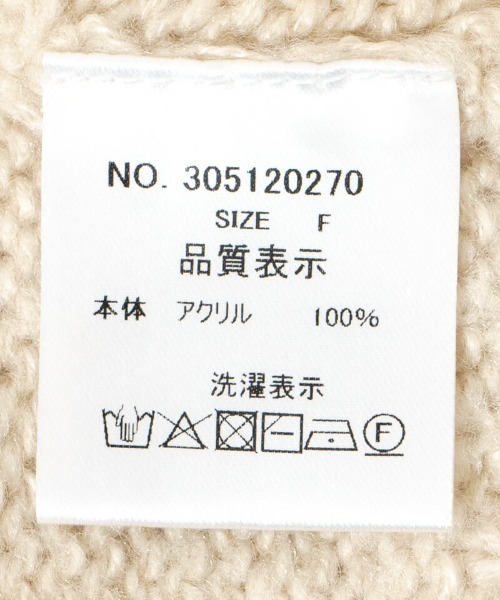 NO. 305120270
SIZE F
品質表示
本体 アクリル 100%
洗濯表示
F